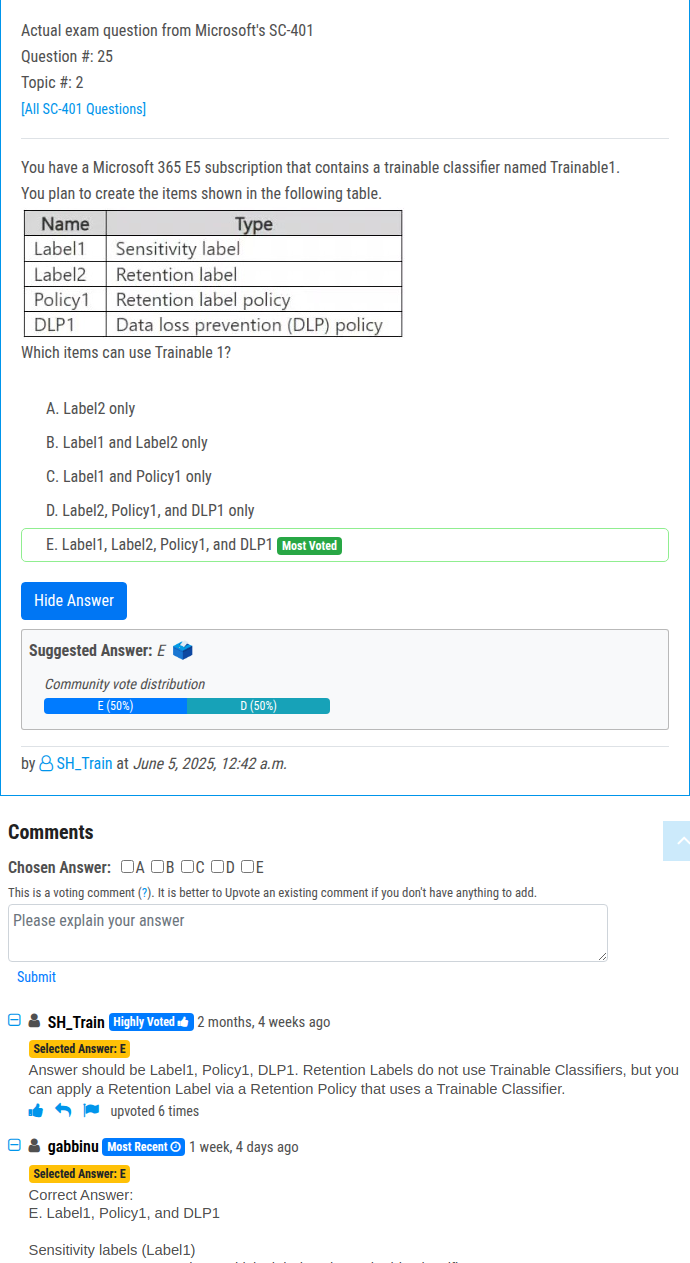 Actual exam question from Microsoft's SC-401
Question #: 25
Topic #: 2
[All SC-401 Questions]
You have a Microsoft 365 E5 subscription that contains a trainable classifier named Trainable1.
You plan to create the items shown in the following table.
Name Type
Label1 Sensitivity label
Label2 Retention label
Policy1 Retention label policy
DLP1 Data loss prevention (DLP) policy
Which items can use Trainable 1?
A. Label2 only
B. Label1 and Label2 only
C. Label1 and Policy1 only
D. Label2, Policy1, and DLP1 only
E. Label1, Label2, Policy1, and DLP1 Most Voted
Hide Answer
Suggested Answer: E
Community vote distribution
E (50%) D (50%)
by SH_Train at June 5, 2025, 12:42 a.m.
Comments
Chosen Answer: A B C D E
This is a voting comment (?). It is better to Upvote an existing comment if you don't have anything to add.
Please explain your answer
Submit
SH_Train Highly Voted 2 months, 4 weeks ago
Selected Answer: E
Answer should be Label1, Policy1, DLP1. Retention Labels do not use Trainable Classifiers, but you
can apply a Retention Label via a Retention Policy that uses a Trainable Classifier.
upvoted 6 times
gabbinu Most Recent 1 week, 4 days ago
Selected Answer: E
Correct Answer:
E. Label1, Policy1, and DLP1
Sensitivity labels (Label1)